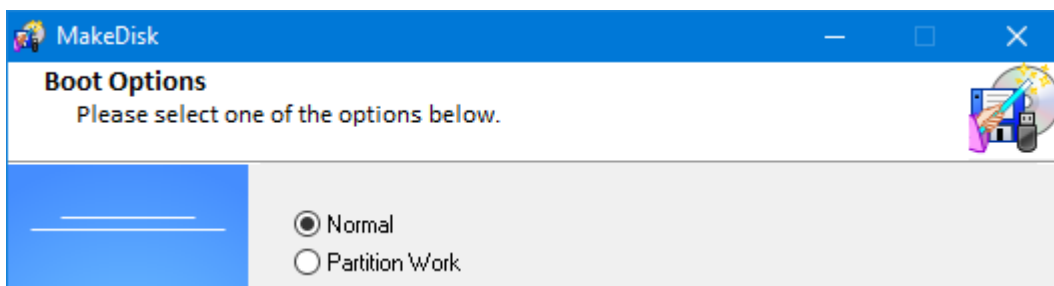 MakeDisk
Boot Options
Please select one of the options below.
Normal
Partition Work